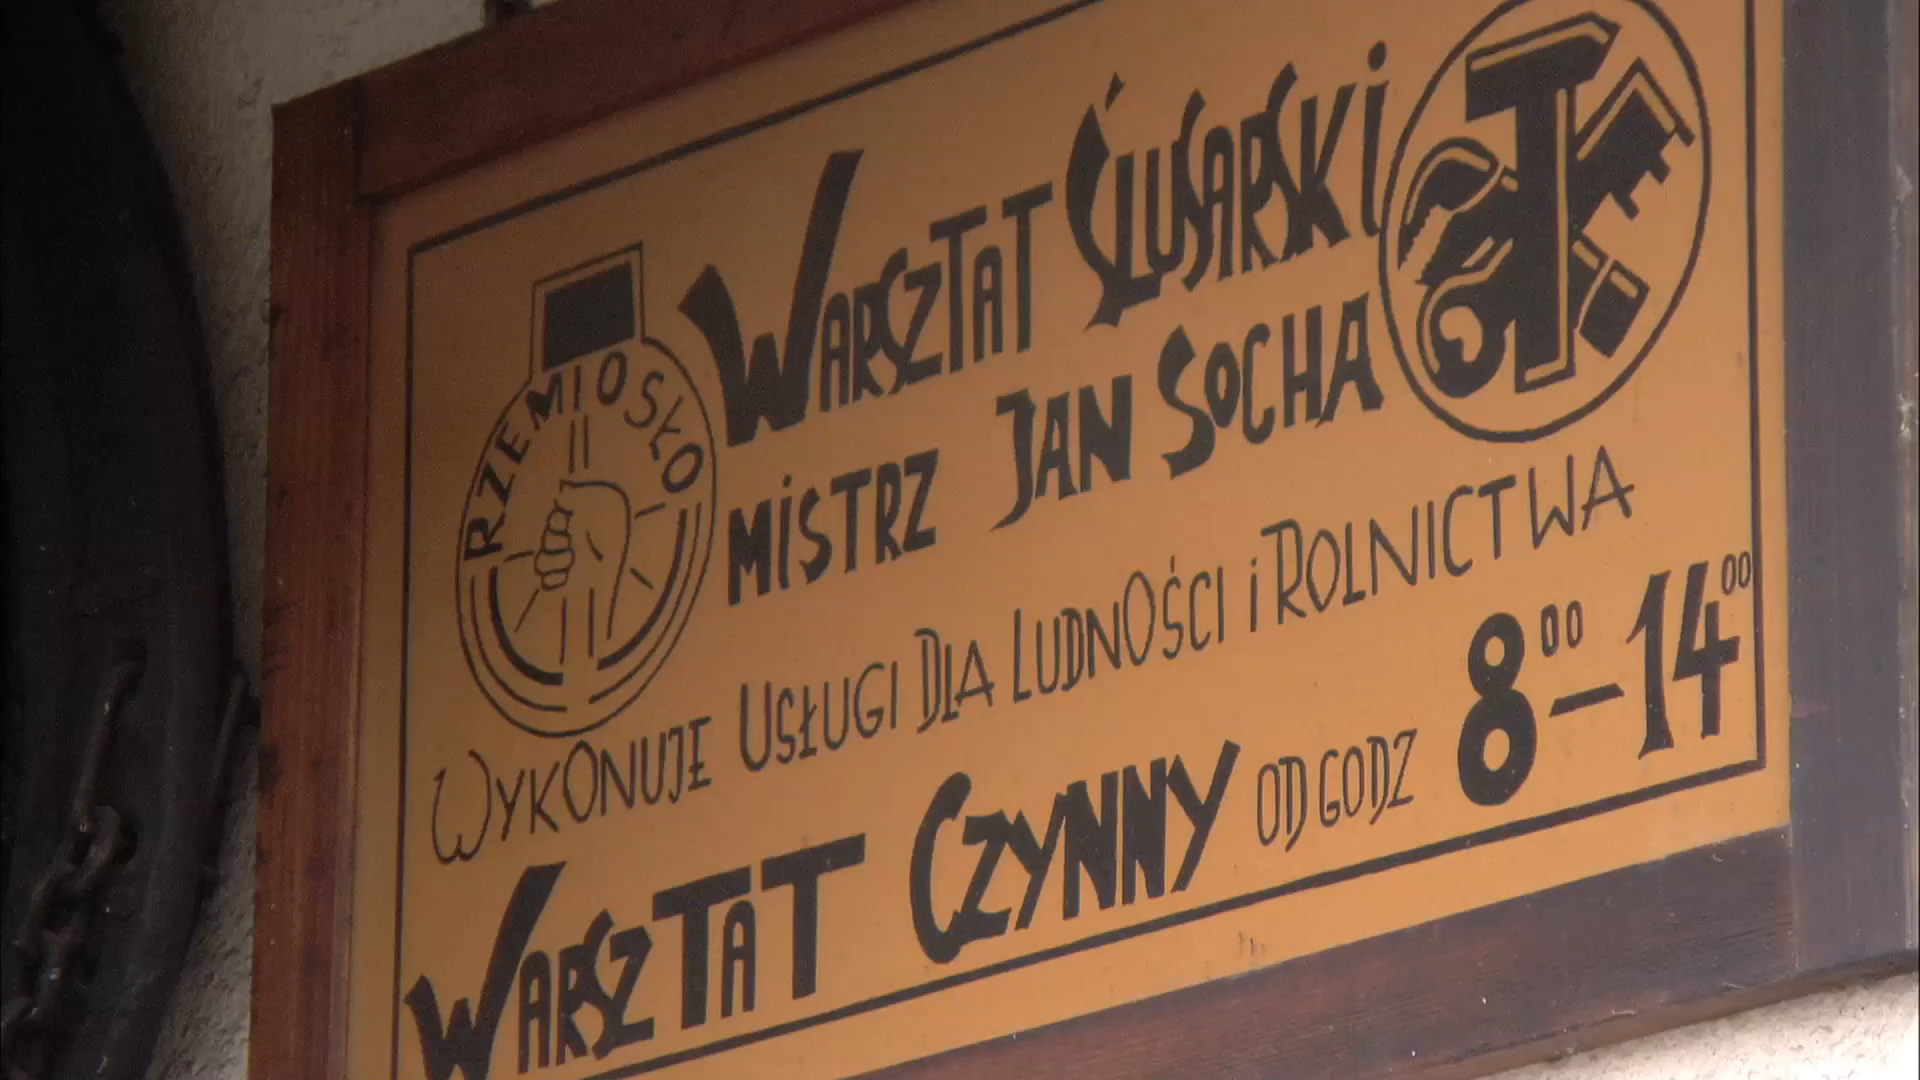 WARSZTAT ŚLUSARSKI
RZEMIOSŁO
MISTRZ JAN SOCHA
WYKONUJE USŁUGI DLA LUDNOŚCI i ROLNICTWA
WARSZTAT CZYNNY OD GODZ 8⁰⁰–14⁰⁰